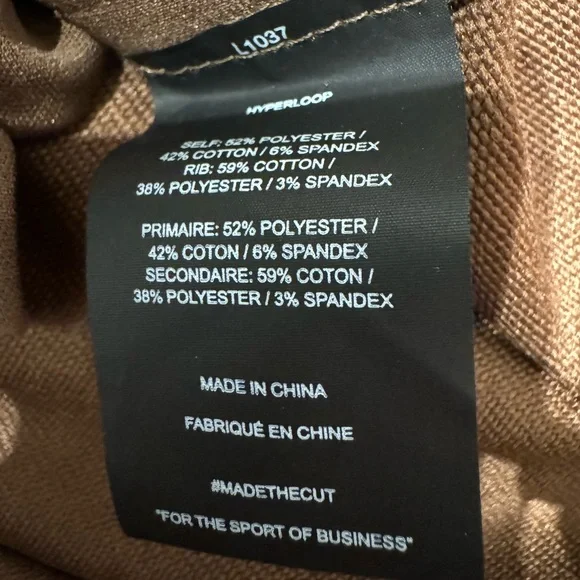 L1037
HYPERLOOP
SELF: 52% POLYESTER /
42% COTTON / 6% SPANDEX
RIB: 59% COTTON /
38% POLYESTER / 3% SPANDEX
PRIMAIRE: 52% POLYESTER /
42% COTON / 6% SPANDEX
SECONDAIRE: 59% COTON /
38% POLYESTER / 3% SPANDEX
MADE IN CHINA
FABRIQUÉ EN CHINE
#MADETHECUT
"FOR THE SPORT OF BUSINESS"